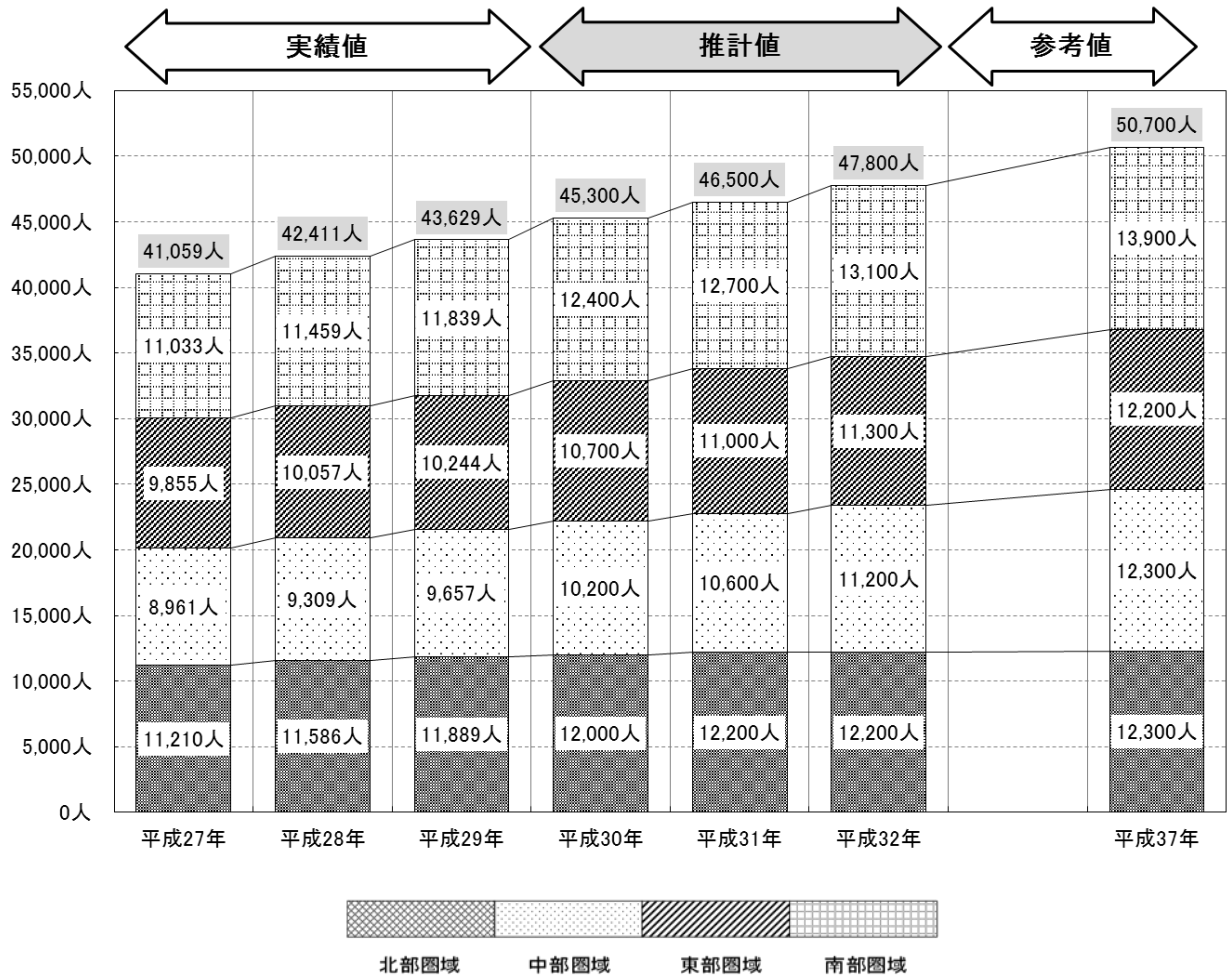 実績値 推計値 参考値
55,000人
50,000人
45,000人
40,000人
35,000人
30,000人
25,000人
20,000人
15,000人
10,000人
5,000人
0人
41,059人 42,411人 43,629人 45,300人 46,500人 47,800人 50,700人
11,033人 11,459人 11,839人 12,400人 12,700人 13,100人 13,900人
9,855人 10,057人 10,244人 10,700人 11,000人 11,300人 12,200人
8,961人 9,309人 9,657人 10,200人 10,600人 11,200人 12,300人
11,210人 11,586人 11,889人 12,000人 12,200人 12,200人 12,300人
平成27年 平成28年 平成29年 平成30年 平成31年 平成32年 平成37年
北部圏域 中部圏域 東部圏域 南部圏域